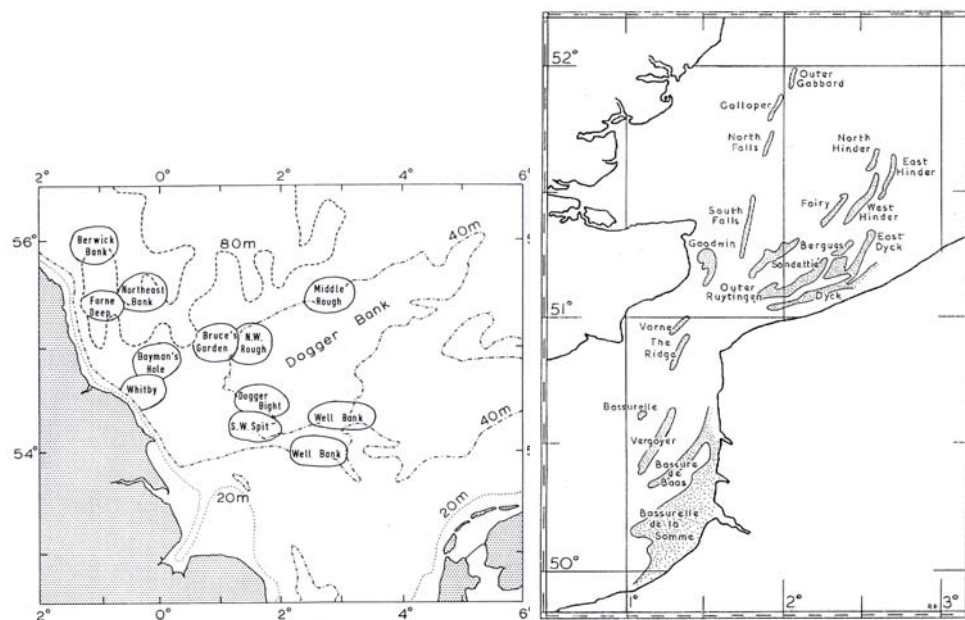 2°
0°
2°
4°
6°
56°
54°
Berwick
Bank
Farne
Deep
Northeast
Bank
80m
40m
Middle
Rough
Bruce's
Garden
N.W.
Rough
Dogger Bank
Bayman's
Hole
Whitby
Dogger
Bight
S.W. Spit
Well Bank
Well Bank
40m
20m
20m
2°
0°
2°
4°
6°
52°
Outer
Gabbard
Galloper
North
Falls
North
Hinder
East
Hinder
South
Falls
Fairy
West
Hinder
Goodwin
Bergues
East
Dyck
Sandettie
Outer
Ruytingen
Dyck
51°
Varne
The
Ridge
Bassurelle
Vergoyer
Bassure
de
Baas
Bassurelle
de la
Somme
50°
1°
2°
3°